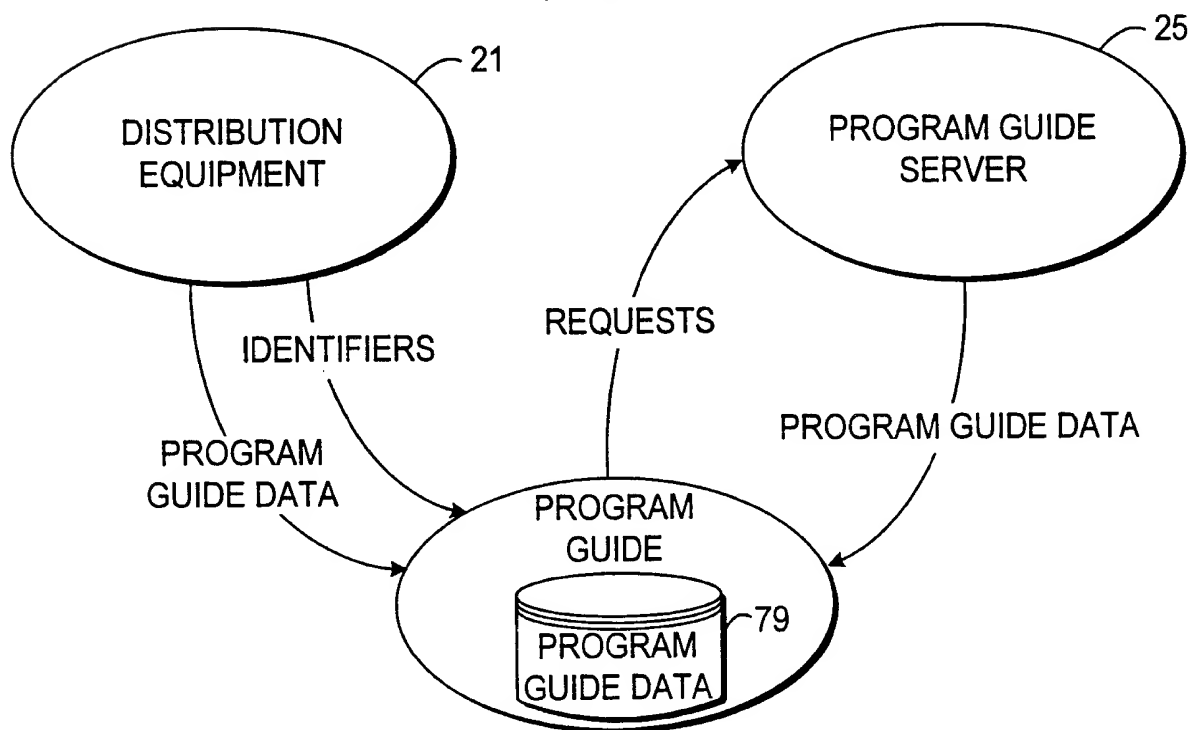 21
DISTRIBUTION
EQUIPMENT
25
PROGRAM GUIDE
SERVER
IDENTIFIERS
REQUESTS
PROGRAM
GUIDE DATA
PROGRAM GUIDE DATA
PROGRAM
GUIDE
79
PROGRAM
GUIDE DATA